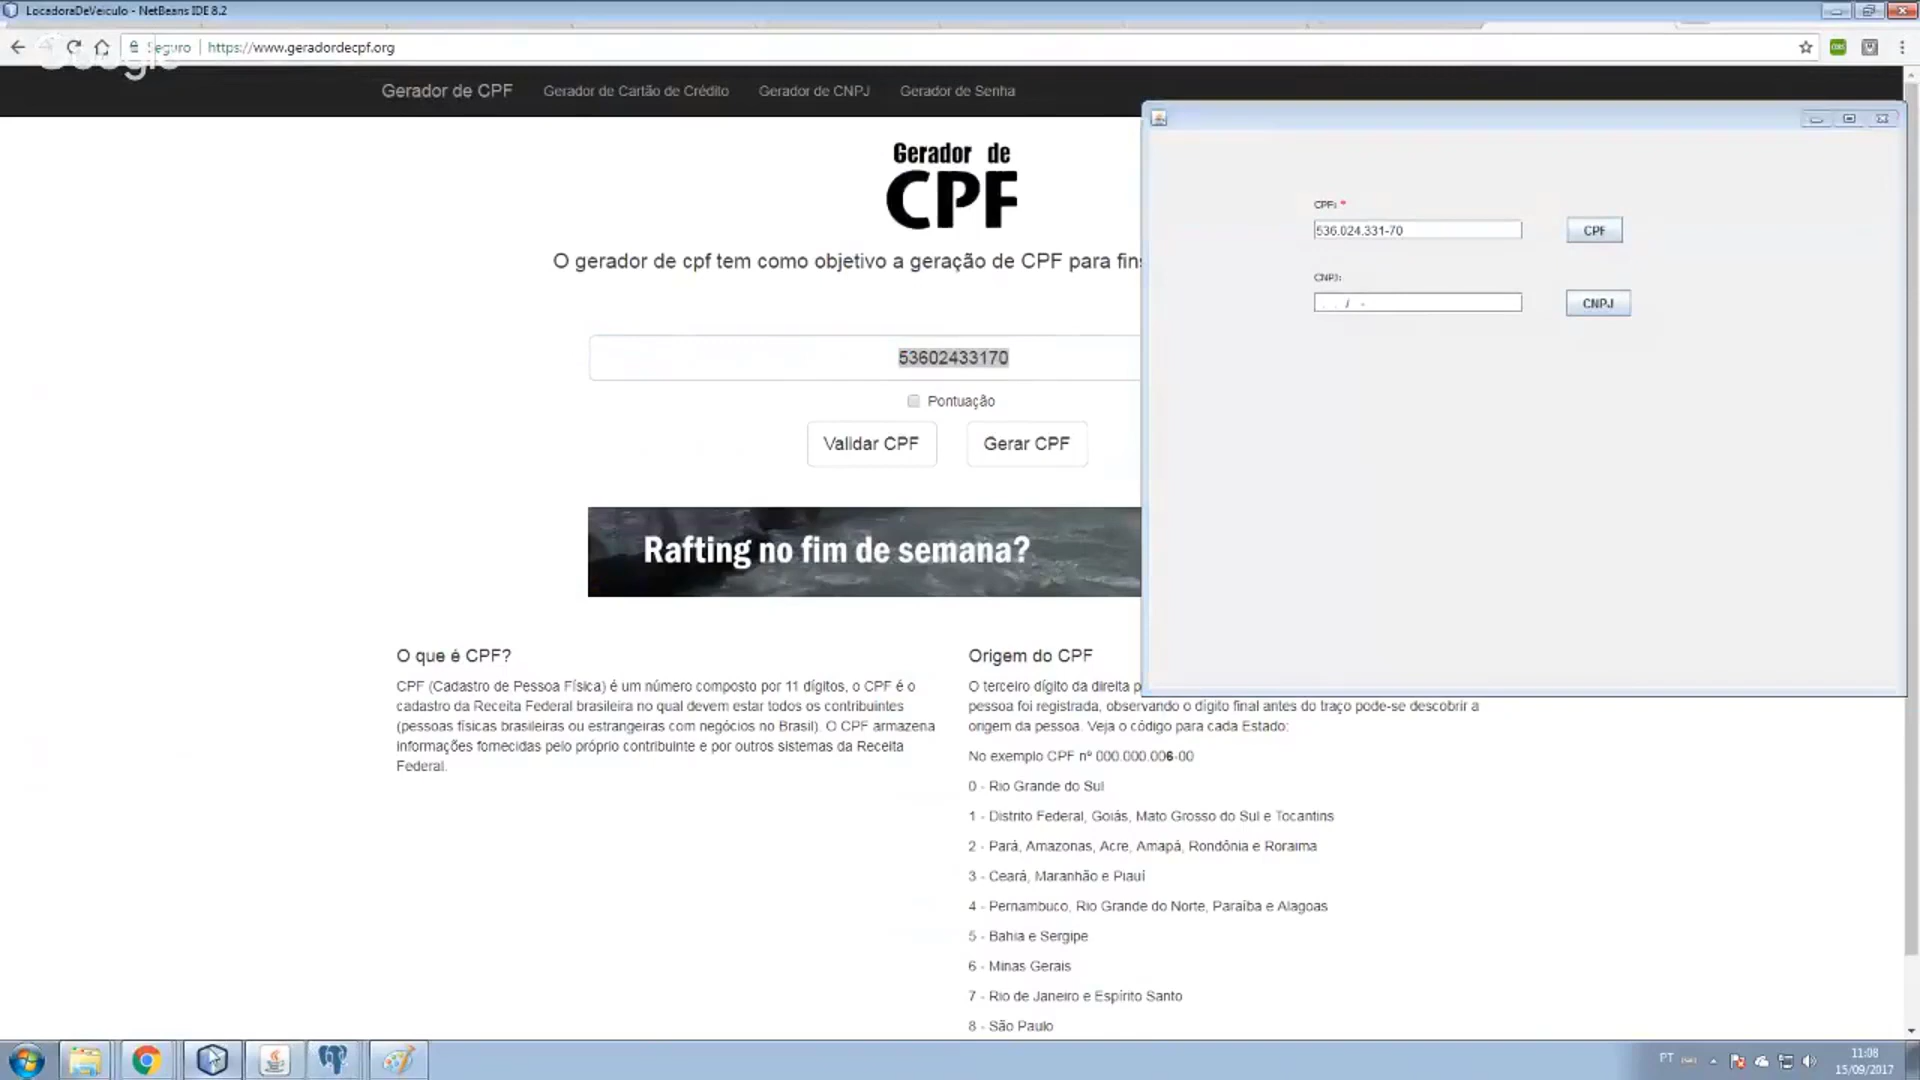 LocadoraDeVeiculo - NetBeans IDE 8.2
Seguro | https://www.geradordecpf.org
Google
Gerador de CPF Gerador de Cartão de Crédito Gerador de CNPJ Gerador de Senha
Gerador de
CPF
O gerador de cpf tem como objetivo a geração de CPF para fins
53602433170
Pontuação
Validar CPF Gerar CPF
Rafting no fim de semana?
CPF: *
536.024.331-70 CPF
CNPJ:
. . / - CNPJ
O que é CPF?
CPF (Cadastro de Pessoa Física) é um número composto por 11 dígitos, o CPF é o
cadastro da Receita Federal brasileira no qual devem estar todos os contribuintes
(pessoas físicas brasileiras ou estrangeiras com negócios no Brasil). O CPF armazena
informações fornecidas pelo próprio contribuinte e por outros sistemas da Receita
Federal.
Origem do CPF
O terceiro dígito da direita p
pessoa foi registrada, observando o dígito final antes do traço pode-se descobrir a
origem da pessoa. Veja o código para cada Estado:
No exemplo CPF nº 000.000.006-00
0 - Rio Grande do Sul
1 - Distrito Federal, Goiás, Mato Grosso do Sul e Tocantins
2 - Pará, Amazonas, Acre, Amapá, Rondônia e Roraima
3 - Ceará, Maranhão e Piauí
4 - Pernambuco, Rio Grande do Norte, Paraíba e Alagoas
5 - Bahia e Sergipe
6 - Minas Gerais
7 - Rio de Janeiro e Espírito Santo
8 - São Paulo
PT
11:08
15/09/2017